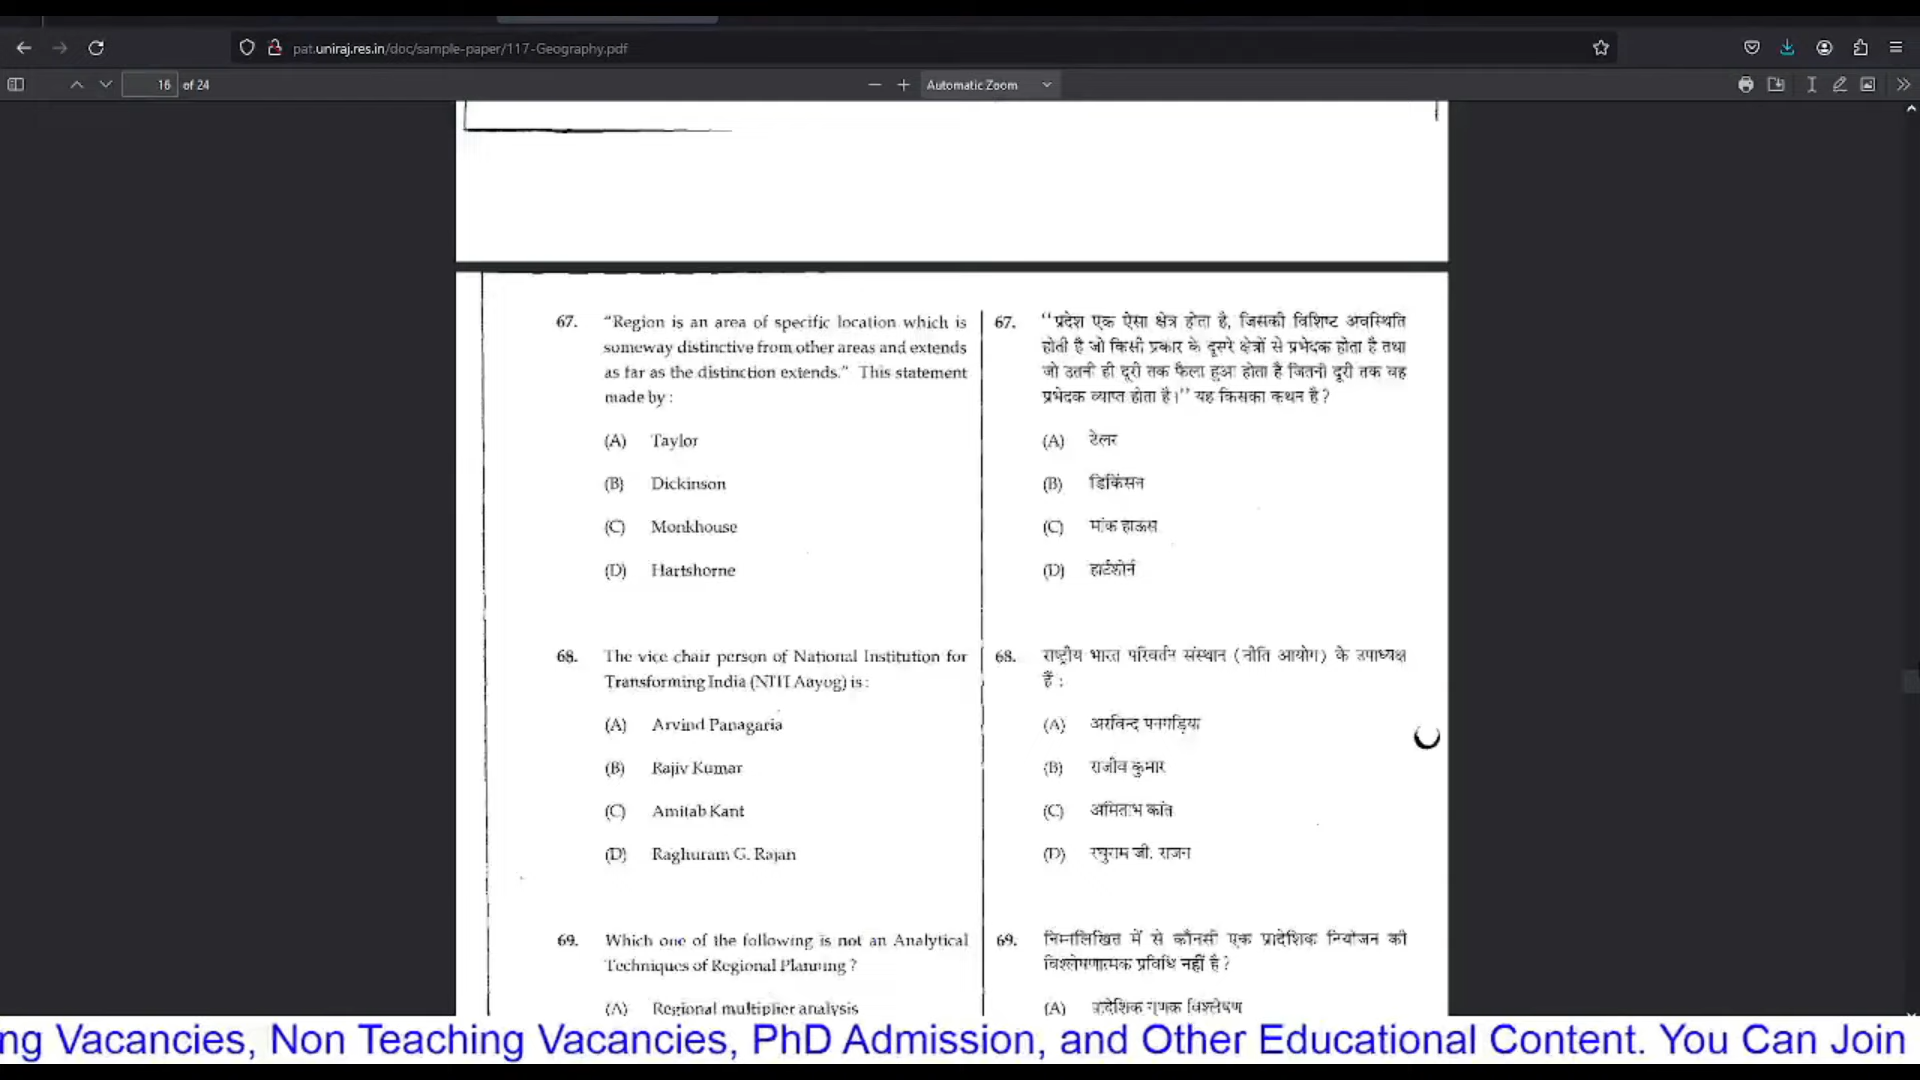 pat.uniraj.res.in/doc/sample-paper/117-Geography.pdf
16 of 24
Automatic Zoom
67. "Region is an area of specific location which is
someway distinctive from other areas and extends
as far as the distinction extends." This statement
made by :
(A) Taylor
(B) Dickinson
(C) Monkhouse
(D) Hartshorne
68. The vice chair person of National Institution for
Transforming India (NITI Aayog) is :
(A) Arvind Panagaria
(B) Rajiv Kumar
(C) Amitab Kant
(D) Raghuram G. Rajan
69. Which one of the following is not an Analytical
Techniques of Regional Planning ?
(A) Regional multiplier analysis
67. ''प्रदेश एक ऐसा क्षेत्र होता है, जिसकी विशिष्ट अवस्थिति
होती है जो किसी प्रकार के दूसरे क्षेत्रों से प्रभेदक होता है तथा
जो उतनी ही दूरी तक फैला हुआ होता है जितनी दूरी तक वह
प्रभेदक व्याप्त होता है।'' यह किसका कथन है ?
(A) टेलर
(B) डिकिंसन
(C) मांक हाऊस
(D) हार्टशोर्न
68. राष्ट्रीय भारत परिवर्तन संस्थान (नीति आयोग) के उपाध्यक्ष
हैं :
(A) अरविन्द पनगड़िया
(B) राजीव कुमार
(C) अमिताभ कांत
(D) रघुराम जी. राजन
69. निम्नलिखित में से कौनसी एक प्रादेशिक नियोजन की
विश्लेषणात्मक प्रविधि नहीं है ?
(A) प्रादेशिक गुणक विश्लेषण
ng Vacancies, Non Teaching Vacancies, PhD Admission, and Other Educational Content. You Can Join